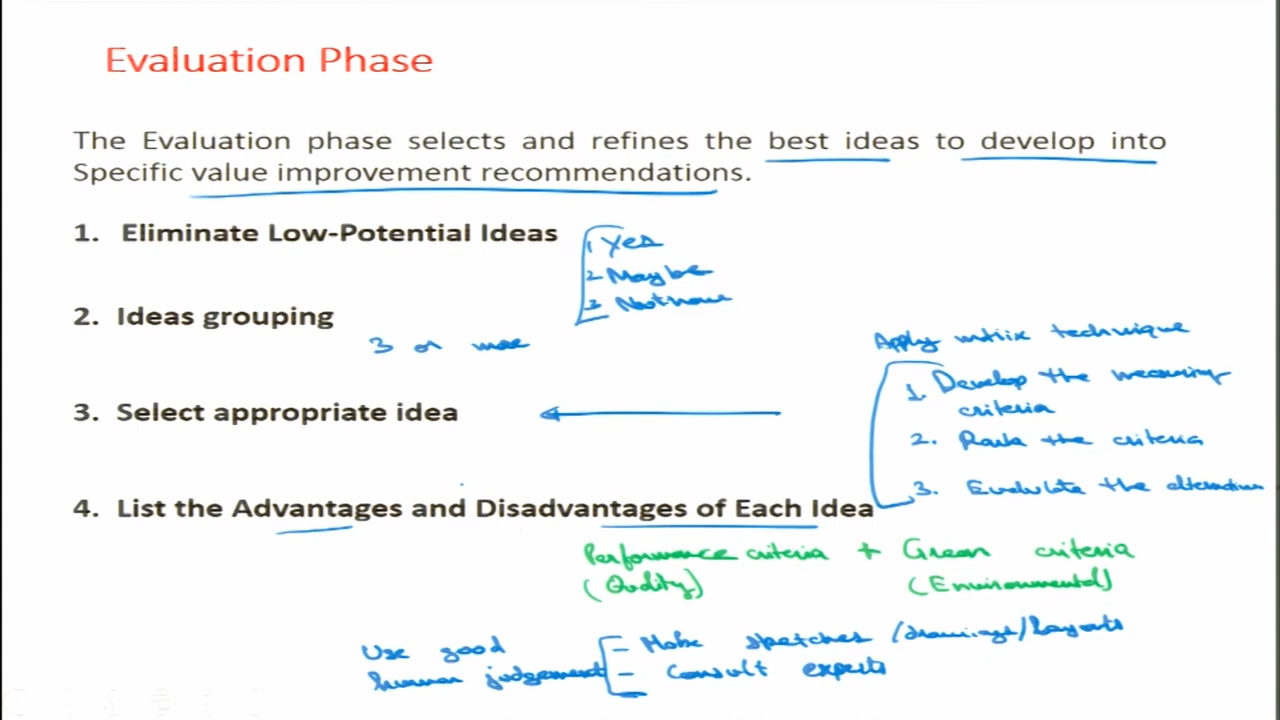 Evaluation Phase
The Evaluation phase selects and refines the best ideas to develop into
Specific value improvement recommendations.
1. Eliminate Low-Potential Ideas
1 Yes
2 Maybe
3
2. Ideas grouping
3 or more
Apply technique
1. Develop the measuring
criteria
3. Select appropriate idea
2. Rank the criteria
3. Evaluate the alternatives
4. List the Advantages and Disadvantages of Each Idea
Performance criteria + Green criteria
(Quality) (Environmental)
Use good
human judgement
- Make sketches /drawings/layouts
- Consult experts